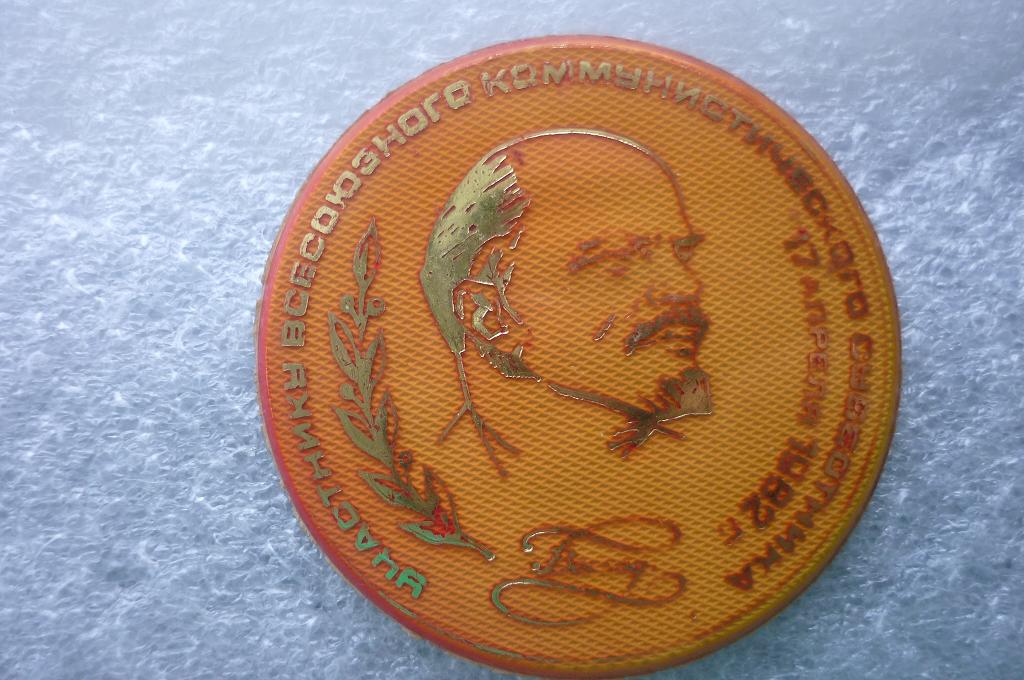 УЧАСТНИКУ ВСЕСОЮЗНОГО КОММУНИСТИЧЕСКОГО СУББОТНИКА
17 АПРЕЛЯ 1982 г.